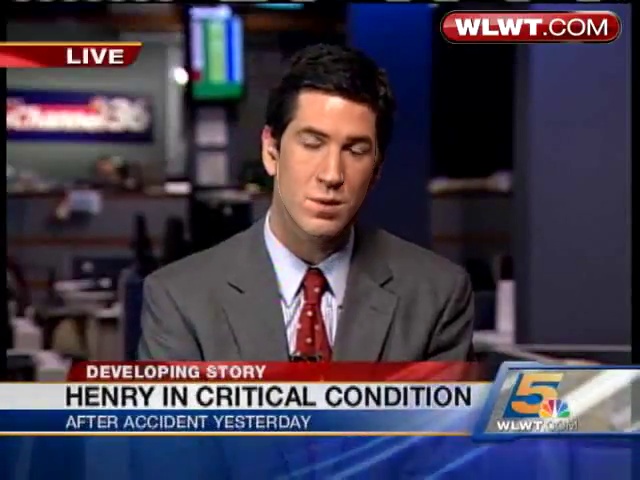 LIVE
WLWT.COM
DEVELOPING STORY
HENRY IN CRITICAL CONDITION
AFTER ACCIDENT YESTERDAY
5
WLWT.COM